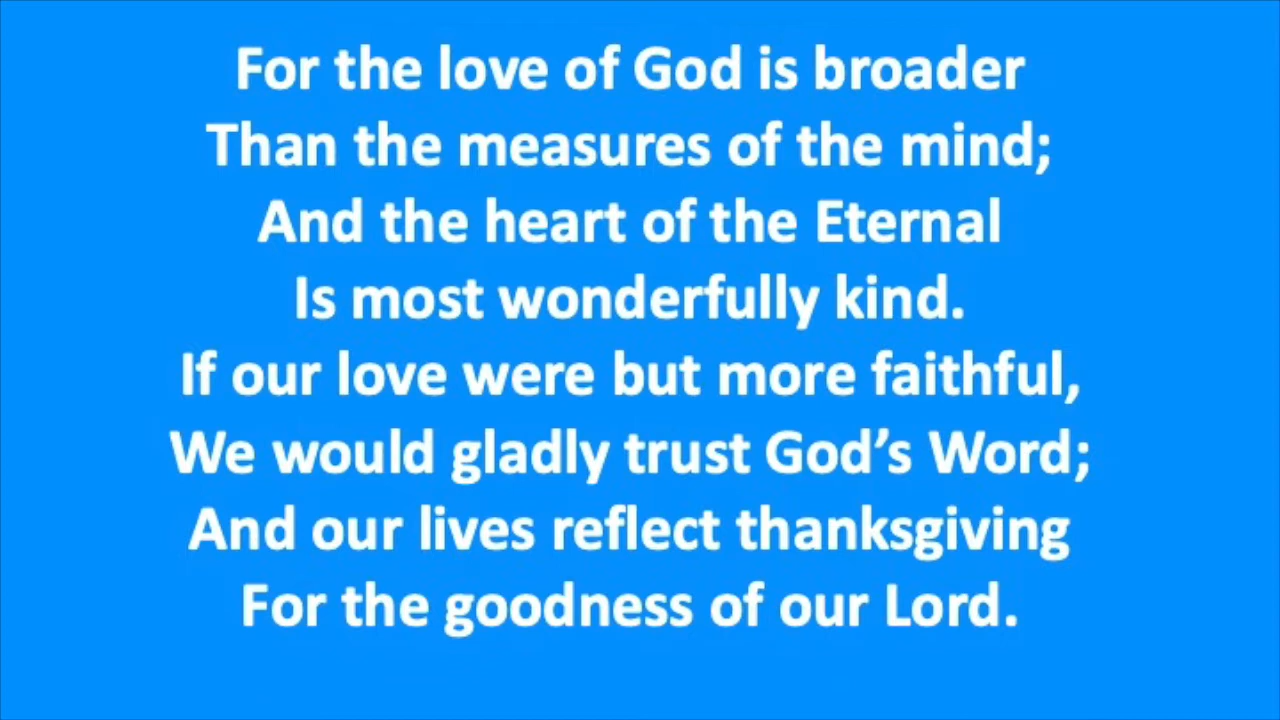 For the love of God is broader
Than the measures of the mind;
And the heart of the Eternal
Is most wonderfully kind.
If our love were but more faithful,
We would gladly trust God’s Word;
And our lives reflect thanksgiving
For the goodness of our Lord.